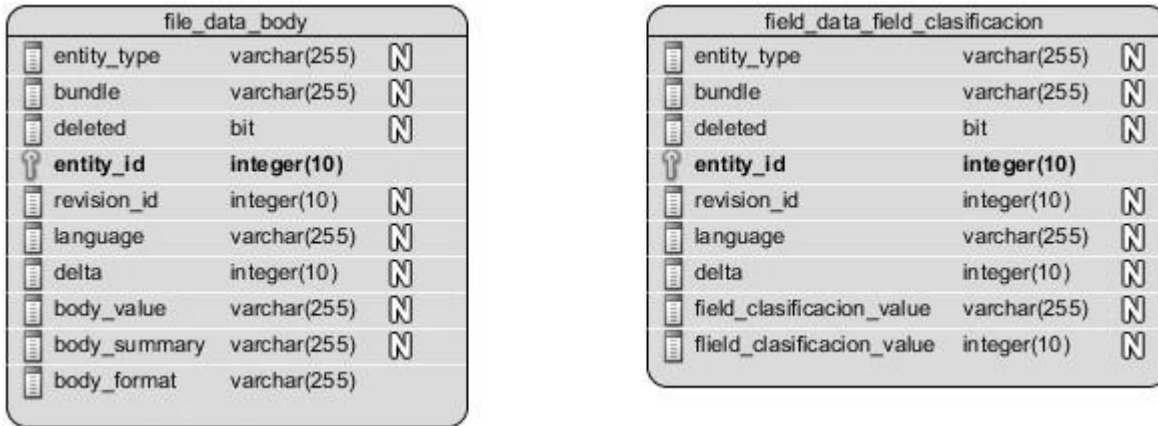 file_data_body
entity_type varchar(255) N
bundle varchar(255) N
deleted bit N
entity_id integer(10)
revision_id integer(10) N
language varchar(255) N
delta integer(10) N
body_value varchar(255) N
body_summary varchar(255) N
body_format varchar(255)
field_data_field_clasificacion
entity_type varchar(255) N
bundle varchar(255) N
deleted bit N
entity_id integer(10)
revision_id integer(10) N
language varchar(255) N
delta integer(10) N
field_clasificacion_value varchar(255) N
flield_clasificacion_value integer(10) N